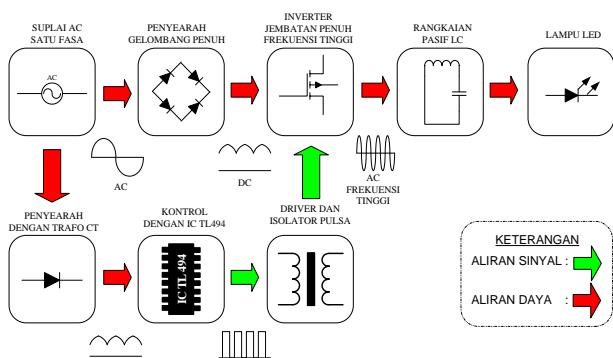 SUPLAI AC
SATU FASA
PENYEARAH
GELOMBANG PENUH
INVERTER
JEMBATAN PENUH
FREKUENSI TINGGI
RANGKAIAN
PASIF LC
LAMPU LED
AC
AC
DC
AC
FREKUENSI
TINGGI
PENYEARAH
DENGAN TRAFO CT
KONTROL
DENGAN IC TL494
DRIVER DAN
ISOLATOR PULSA
IC TL494
KETERANGAN
ALIRAN SINYAL :
ALIRAN DAYA :